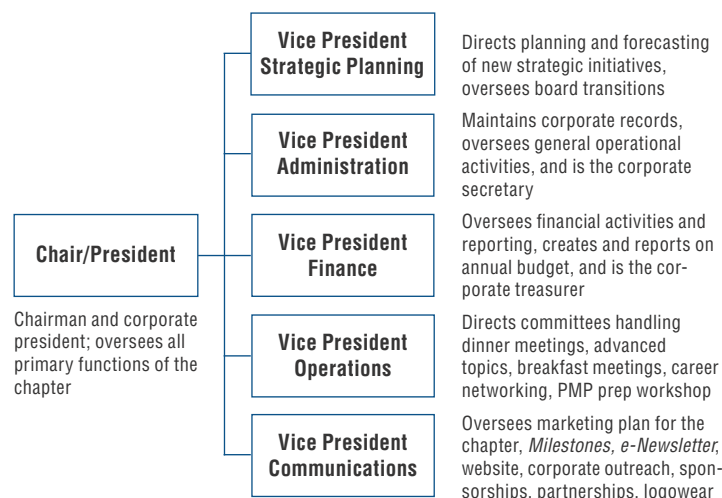 Vice President
Strategic Planning
Directs planning and forecasting
of new strategic initiatives,
oversees board transitions
Vice President
Administration
Maintains corporate records,
oversees general operational
activities, and is the corporate
secretary
Chair/President
Chairman and corporate
president; oversees all
primary functions of the
chapter
Vice President
Finance
Oversees financial activities and
reporting, creates and reports on
annual budget, and is the cor-
porate treasurer
Vice President
Operations
Directs committees handling
dinner meetings, advanced
topics, breakfast meetings, career
networking, PMP prep workshop
Vice President
Communications
Oversees marketing plan for the
chapter, Milestones, e-Newsletter,
website, corporate outreach, spon-
sorships, partnerships, logowear